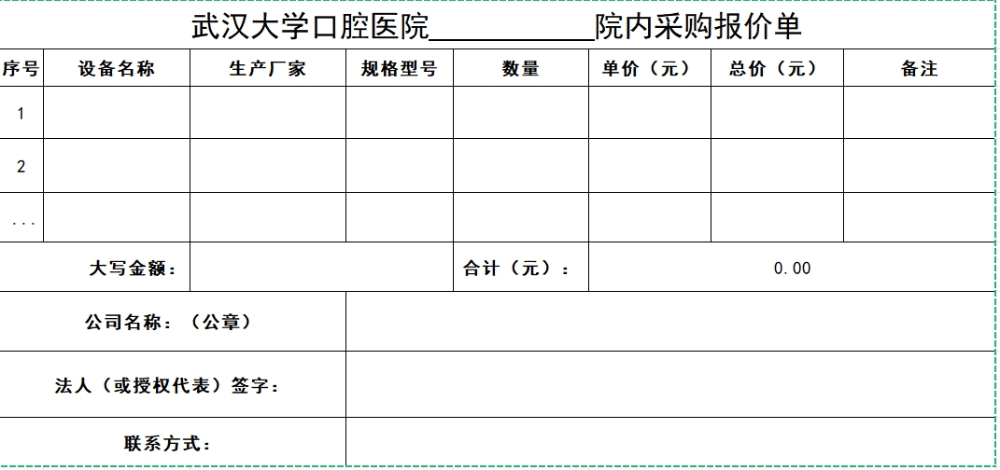 武汉大学口腔医院__________院内采购报价单
序号 设备名称 生产厂家 规格型号 数量 单价（元） 总价（元） 备注
1
2
...
大写金额： 合计（元）： 0.00
公司名称：（公章）
法人（或授权代表）签字：
联系方式：